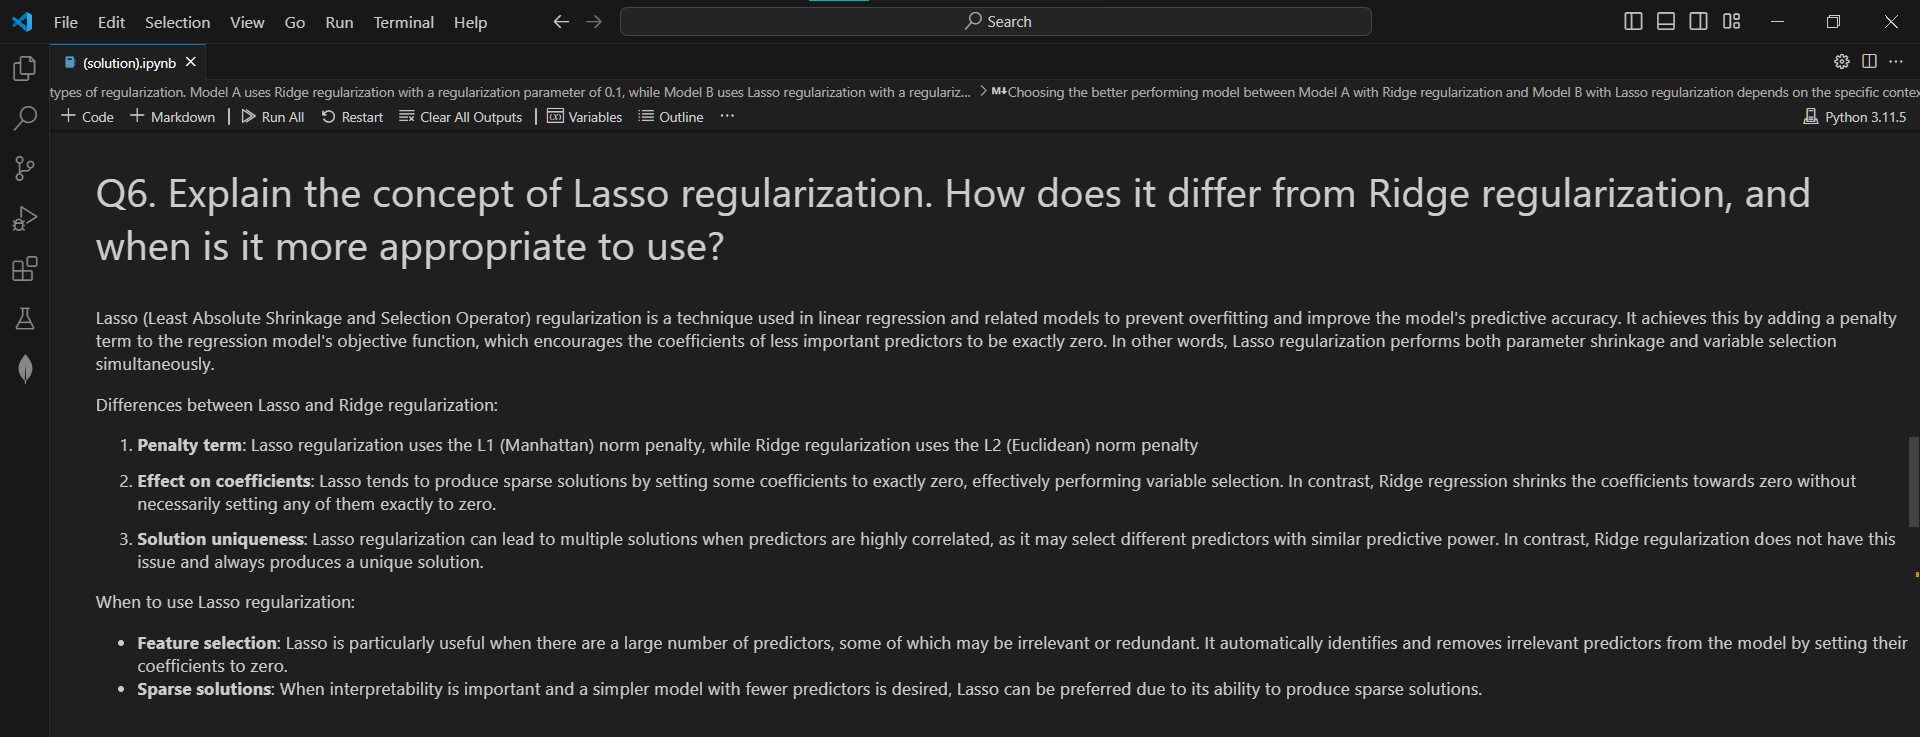 File Edit Selection View Go Run Terminal Help
Search
(solution).ipynb
types of regularization. Model A uses Ridge regularization with a regularization parameter of 0.1, while Model B uses Lasso regularization with a regulariz... > M↓Choosing the better performing model between Model A with Ridge regularization and Model B with Lasso regularization depends on the specific contex
+ Code + Markdown | Run All Restart Clear All Outputs | Variables Outline ··· Python 3.11.5
Q6. Explain the concept of Lasso regularization. How does it differ from Ridge regularization, and
when is it more appropriate to use?
Lasso (Least Absolute Shrinkage and Selection Operator) regularization is a technique used in linear regression and related models to prevent overfitting and improve the model's predictive accuracy. It achieves this by adding a penalty
term to the regression model's objective function, which encourages the coefficients of less important predictors to be exactly zero. In other words, Lasso regularization performs both parameter shrinkage and variable selection
simultaneously.
Differences between Lasso and Ridge regularization:
1. Penalty term: Lasso regularization uses the L1 (Manhattan) norm penalty, while Ridge regularization uses the L2 (Euclidean) norm penalty
2. Effect on coefficients: Lasso tends to produce sparse solutions by setting some coefficients to exactly zero, effectively performing variable selection. In contrast, Ridge regression shrinks the coefficients towards zero without
necessarily setting any of them exactly to zero.
3. Solution uniqueness: Lasso regularization can lead to multiple solutions when predictors are highly correlated, as it may select different predictors with similar predictive power. In contrast, Ridge regularization does not have this
issue and always produces a unique solution.
When to use Lasso regularization:
• Feature selection: Lasso is particularly useful when there are a large number of predictors, some of which may be irrelevant or redundant. It automatically identifies and removes irrelevant predictors from the model by setting their
coefficients to zero.
• Sparse solutions: When interpretability is important and a simpler model with fewer predictors is desired, Lasso can be preferred due to its ability to produce sparse solutions.